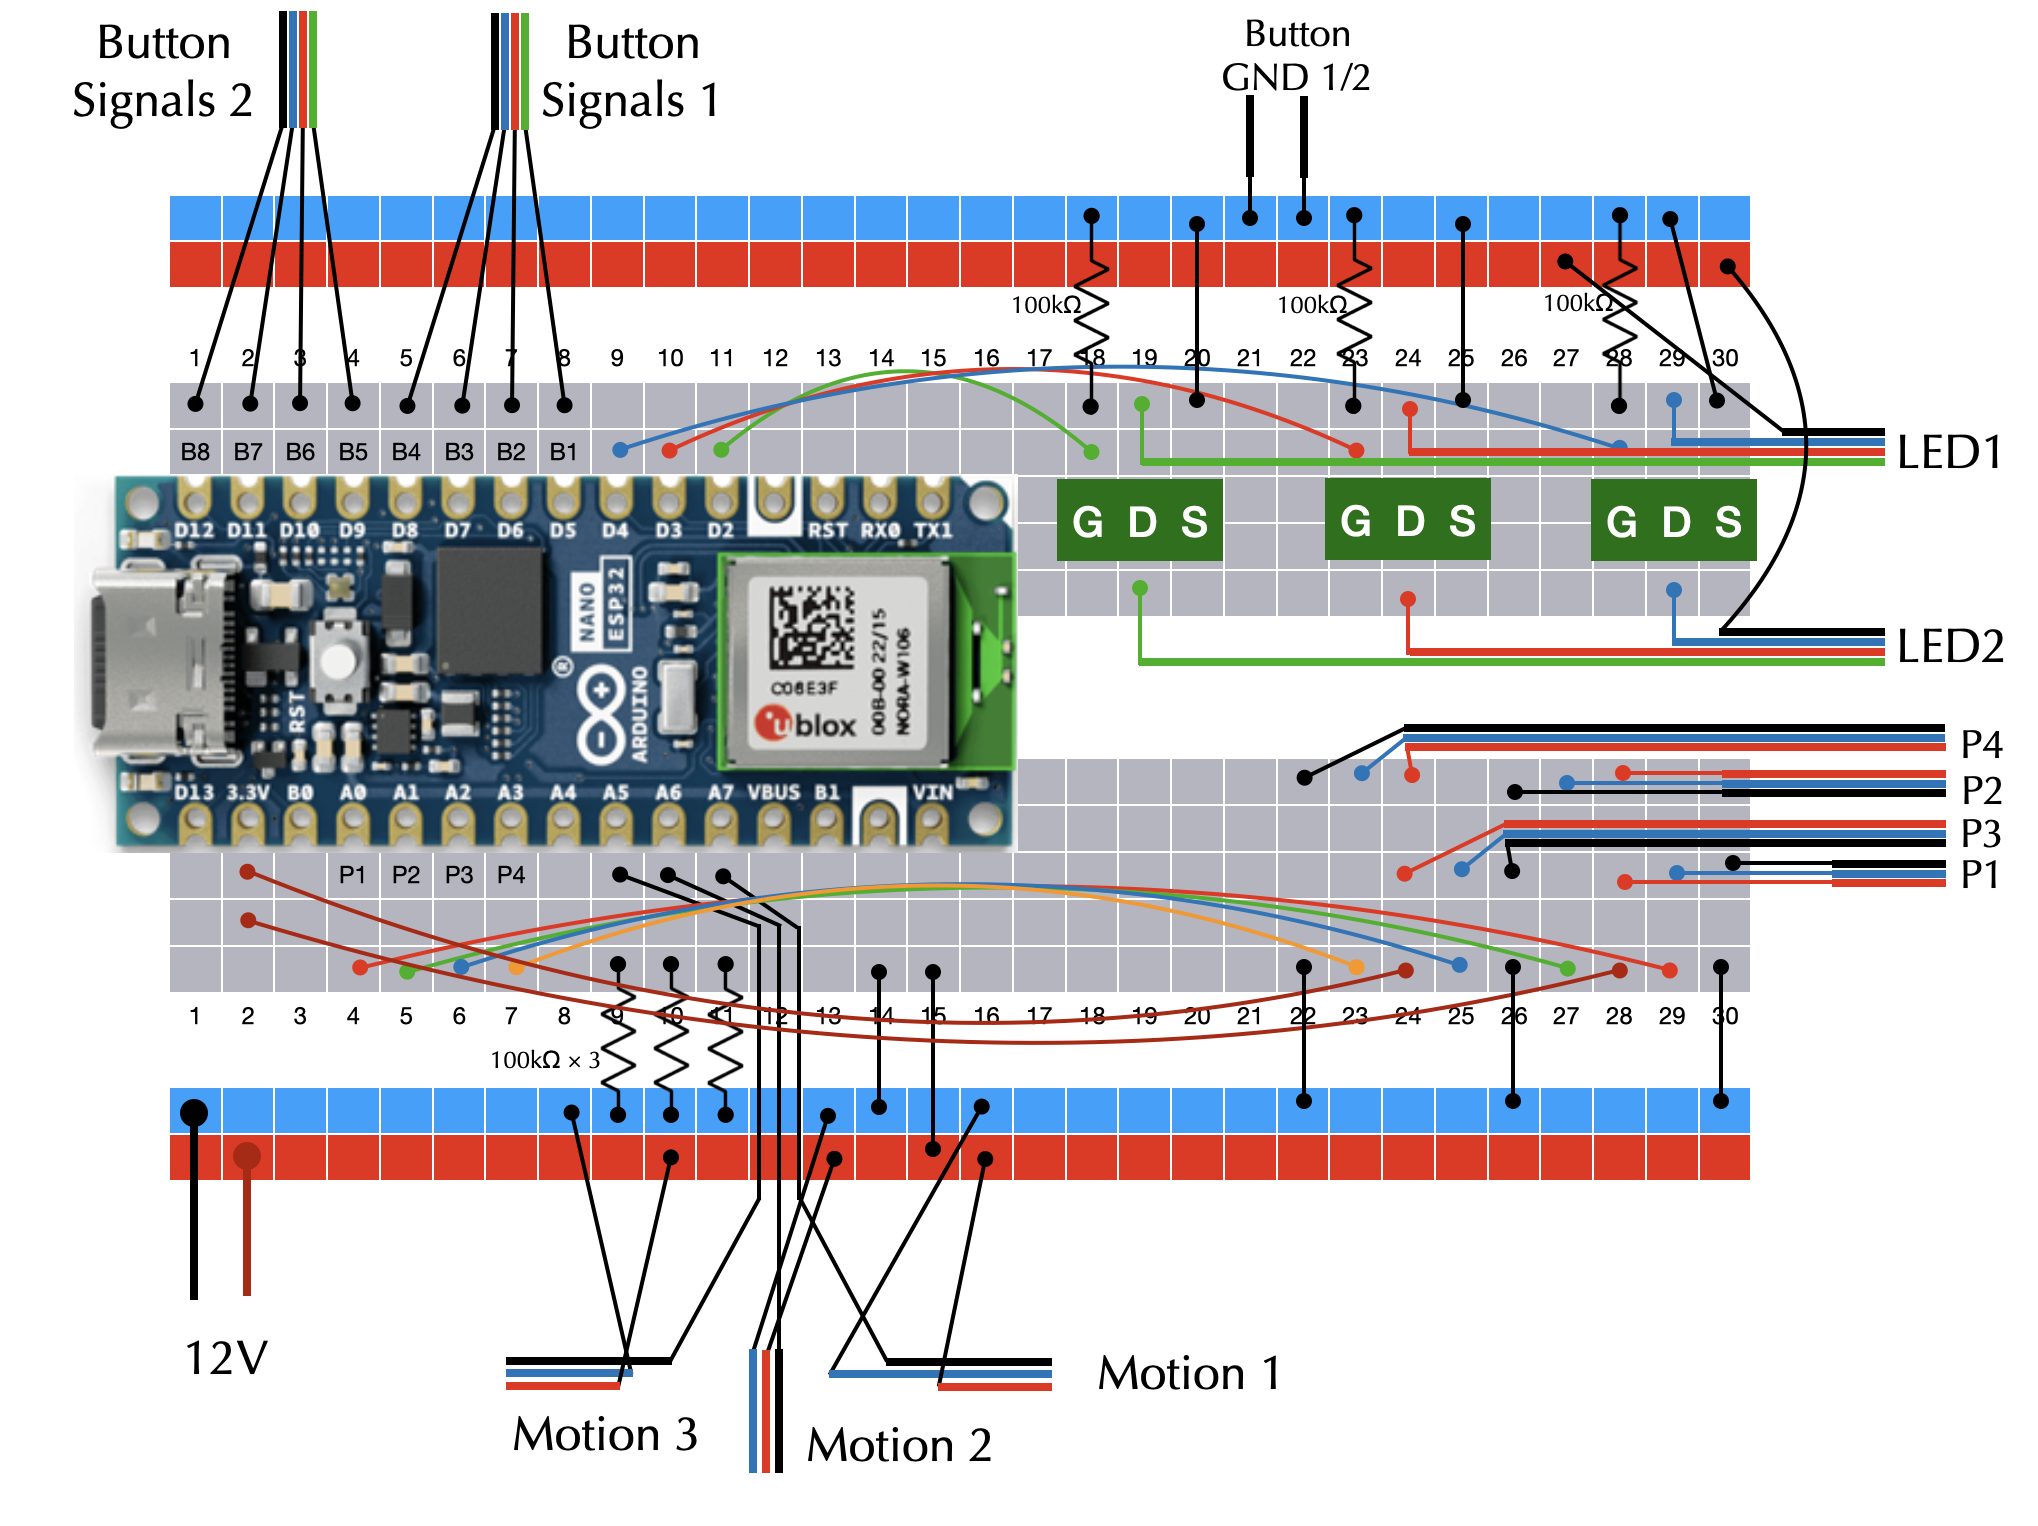 Button
Signals 2
Button
Signals 1
Button
GND 1/2
100kΩ
100kΩ
100kΩ
1 2 3 4 5 6 7 8 9 10 11 12 13 14 15 16 17 18 19 20 21 22 23 24 25 26 27 28 29 30
B8 B7 B6 B5 B4 B3 B2 B1
LED1
D12 D11 D10 D9 D8 D7 D6 D5 D4 D3 D2 RST RX0 TX1
G D S
G D S
G D S
NANO
ESP32
®
ARDUINO
RST
C06E3F
ublox
00B-00 22/15
NORA-W106
LED2
P4
P2
P3
P1
D13 3.3V B0 A0 A1 A2 A3 A4 A5 A6 A7 VBUS B1 VIN
P1 P2 P3 P4
1 2 3 4 5 6 7 8 9 10 11 12 13 14 15 16 17 18 19 20 21 22 23 24 25 26 27 28 29 30
100kΩ × 3
12V
Motion 3
Motion 2
Motion 1